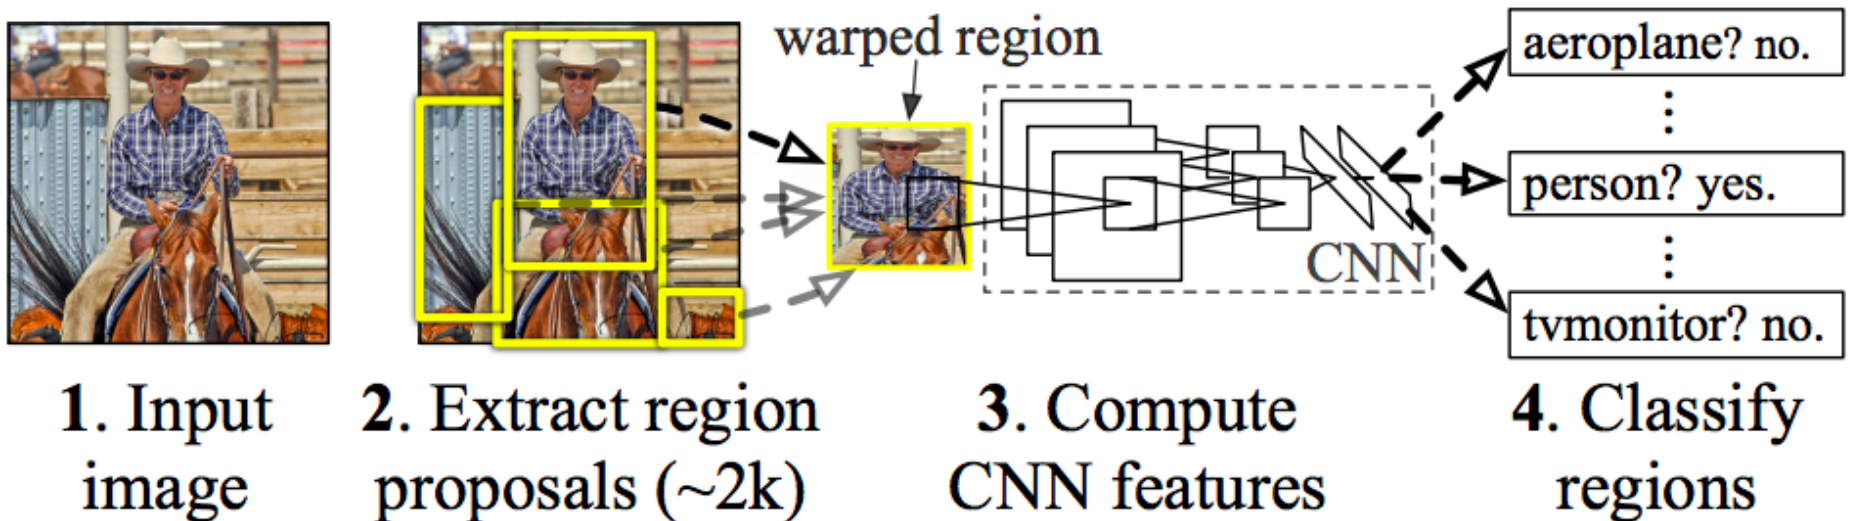 warped region
aeroplane? no.
person? yes.
CNN
tvmonitor? no.
1. Input
image
2. Extract region
proposals (~2k)
3. Compute
CNN features
4. Classify
regions